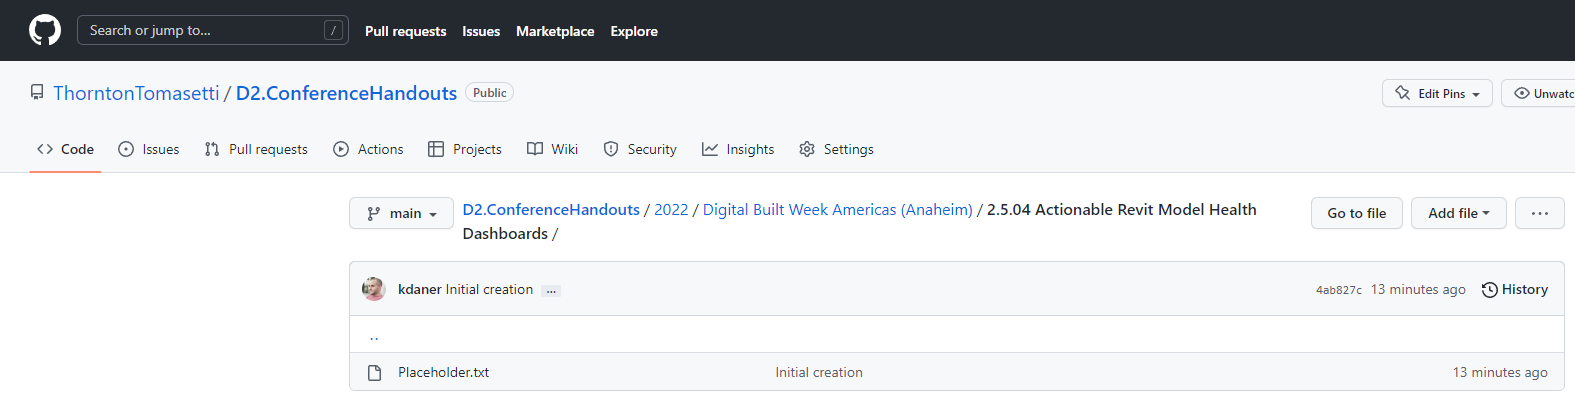 Search or jump to... / Pull requests Issues Marketplace Explore
ThorntonTomasetti / D2.ConferenceHandouts Public Edit Pins Unwatc
Code Issues Pull requests Actions Projects Wiki Security Insights Settings
main D2.ConferenceHandouts / 2022 / Digital Built Week Americas (Anaheim) / 2.5.04 Actionable Revit Model Health Go to file Add file ...
Dashboards /
kdaner Initial creation ... 4ab827c 13 minutes ago History
..
Placeholder.txt Initial creation 13 minutes ago